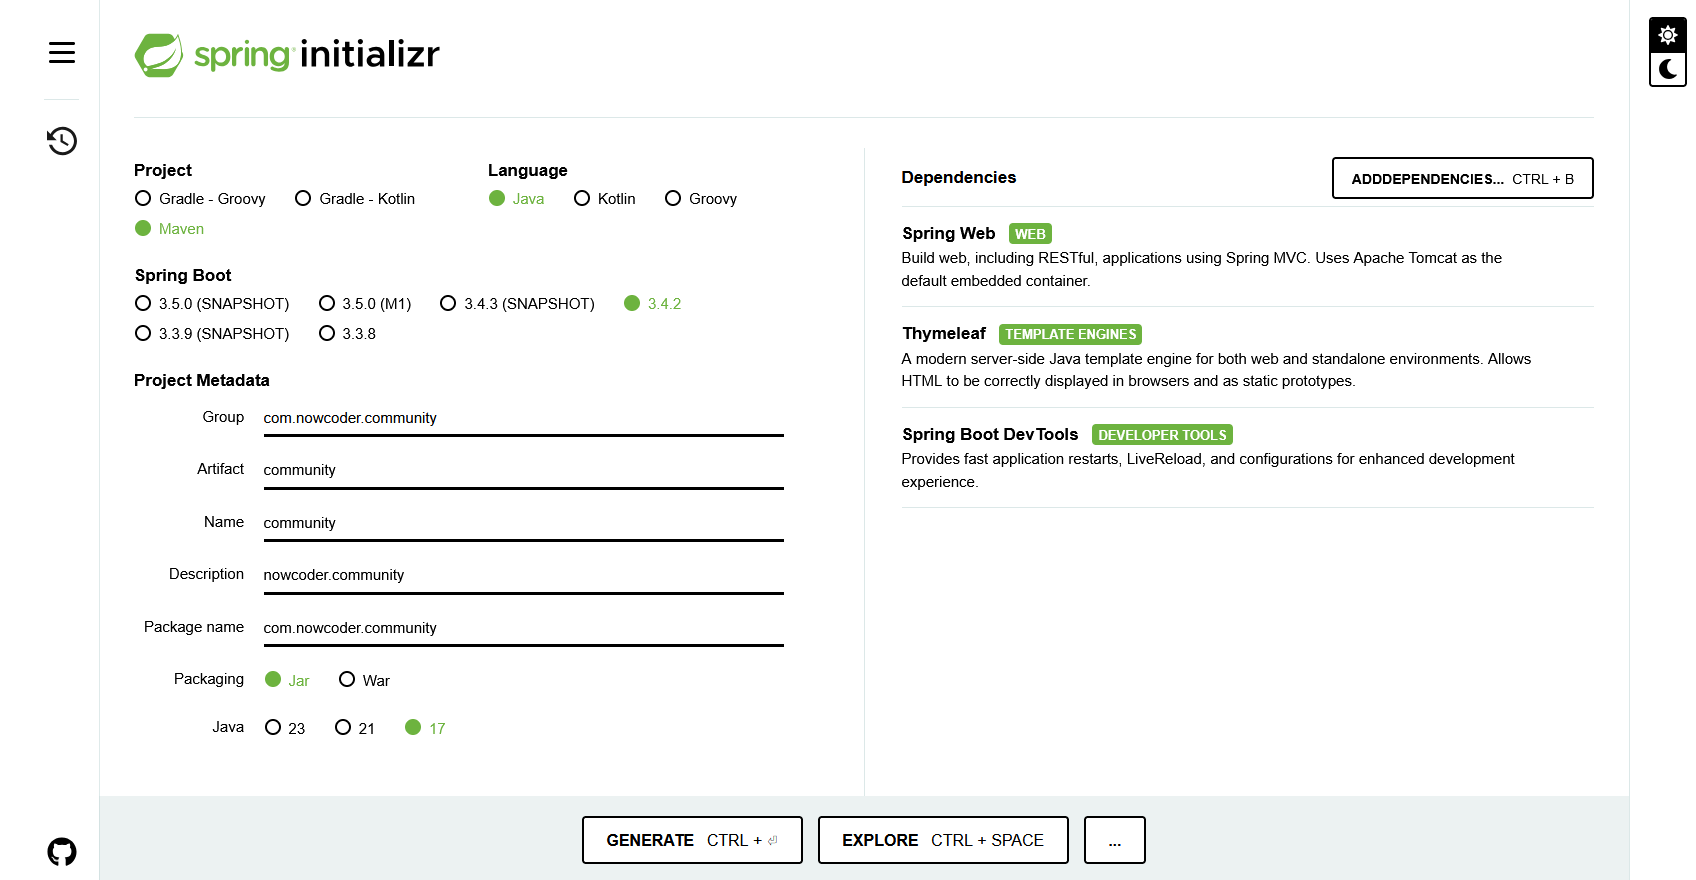 spring initializr
Project
Gradle - Groovy Gradle - Kotlin
Maven
Language
Java Kotlin Groovy
Spring Boot
3.5.0 (SNAPSHOT) 3.5.0 (M1) 3.4.3 (SNAPSHOT) 3.4.2
3.3.9 (SNAPSHOT) 3.3.8
Project Metadata
Group com.nowcoder.community
Artifact community
Name community
Description nowcoder.community
Package name com.nowcoder.community
Packaging Jar War
Java 23 21 17
Dependencies ADDDEPENDENCIES... CTRL + B
Spring Web WEB
Build web, including RESTful, applications using Spring MVC. Uses Apache Tomcat as the
default embedded container.
Thymeleaf TEMPLATE ENGINES
A modern server-side Java template engine for both web and standalone environments. Allows
HTML to be correctly displayed in browsers and as static prototypes.
Spring Boot DevTools DEVELOPER TOOLS
Provides fast application restarts, LiveReload, and configurations for enhanced development
experience.
GENERATE CTRL + ⏎ EXPLORE CTRL + SPACE ...